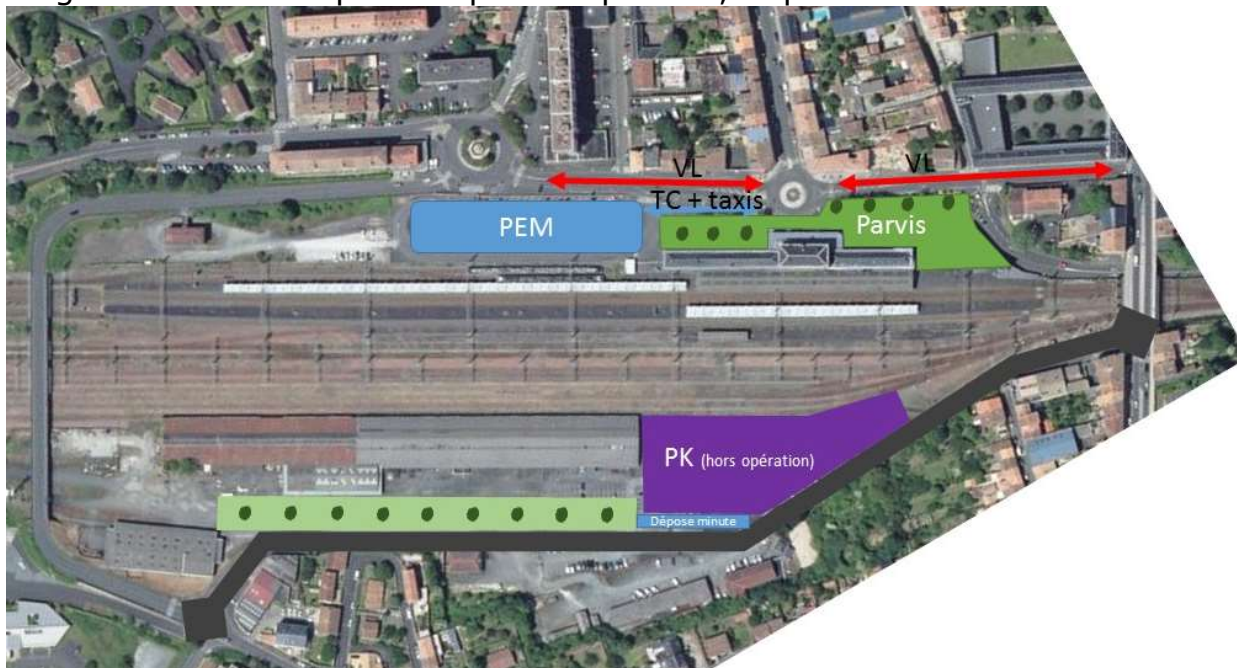 VL
VL
TC + taxis
PEM
Parvis
PK (hors opération)
Dépose minute